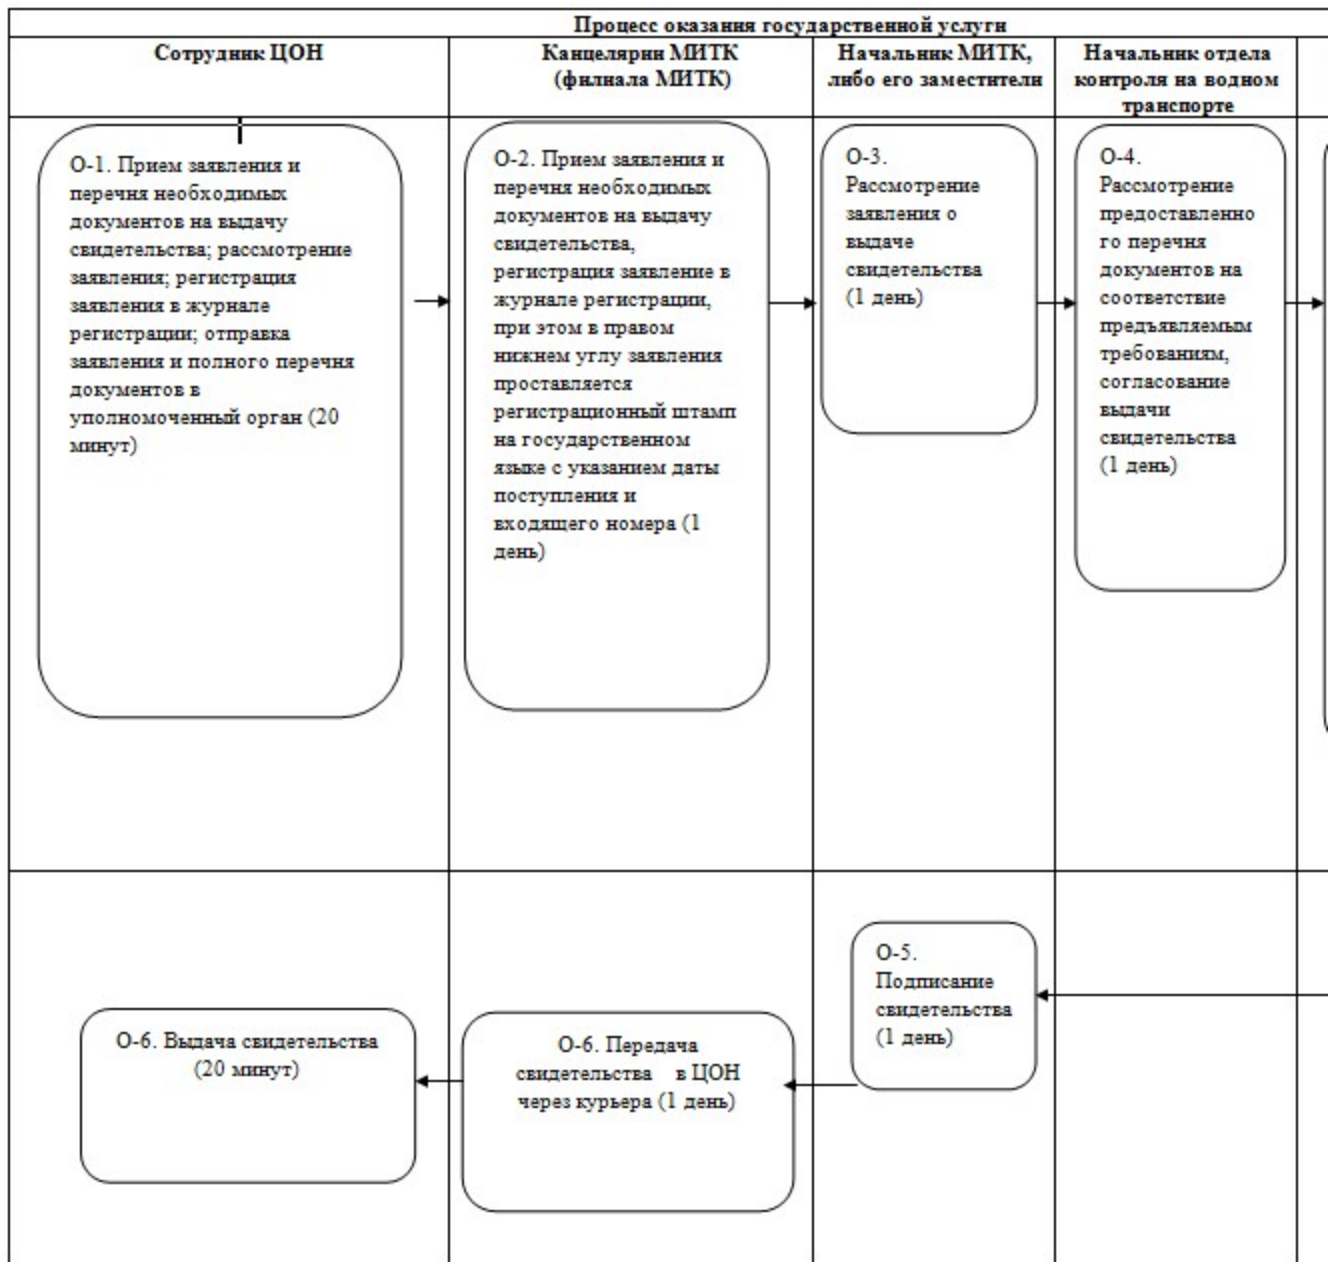 Процесс оказания государственной услуги
Сотрудник ЦОН
Канцелярии МИТК
(филиала МИТК)
Начальник МИТК,
либо его заместители
Начальник отдела
контроля на водном
транспорте
О-1. Прием заявления и
перечня необходимых
документов на выдачу
свидетельства; рассмотрение
заявления; регистрация
заявления в журнале
регистрации; отправка
заявления и полного перечня
документов в
уполномоченный орган (20
минут)
О-2. Прием заявления и
перечня необходимых
документов на выдачу
свидетельства,
регистрация заявление в
журнале регистрации,
при этом в правом
нижнем углу заявления
проставляется
регистрационный штамп
на государственном
языке с указанием даты
поступления и
входящего номера (1
день)
О-3.
Рассмотрение
заявления о
выдаче
свидетельства
(1 день)
О-4.
Рассмотрение
предоставленно
го перечня
документов на
соответствие
предъявляемым
требованиям,
согласование
выдачи
свидетельства
(1 день)
О-5.
Подписание
свидетельства
(1 день)
О-6. Выдача свидетельства
(20 минут)
О-6. Передача
свидетельства в ЦОН
через курьера (1 день)